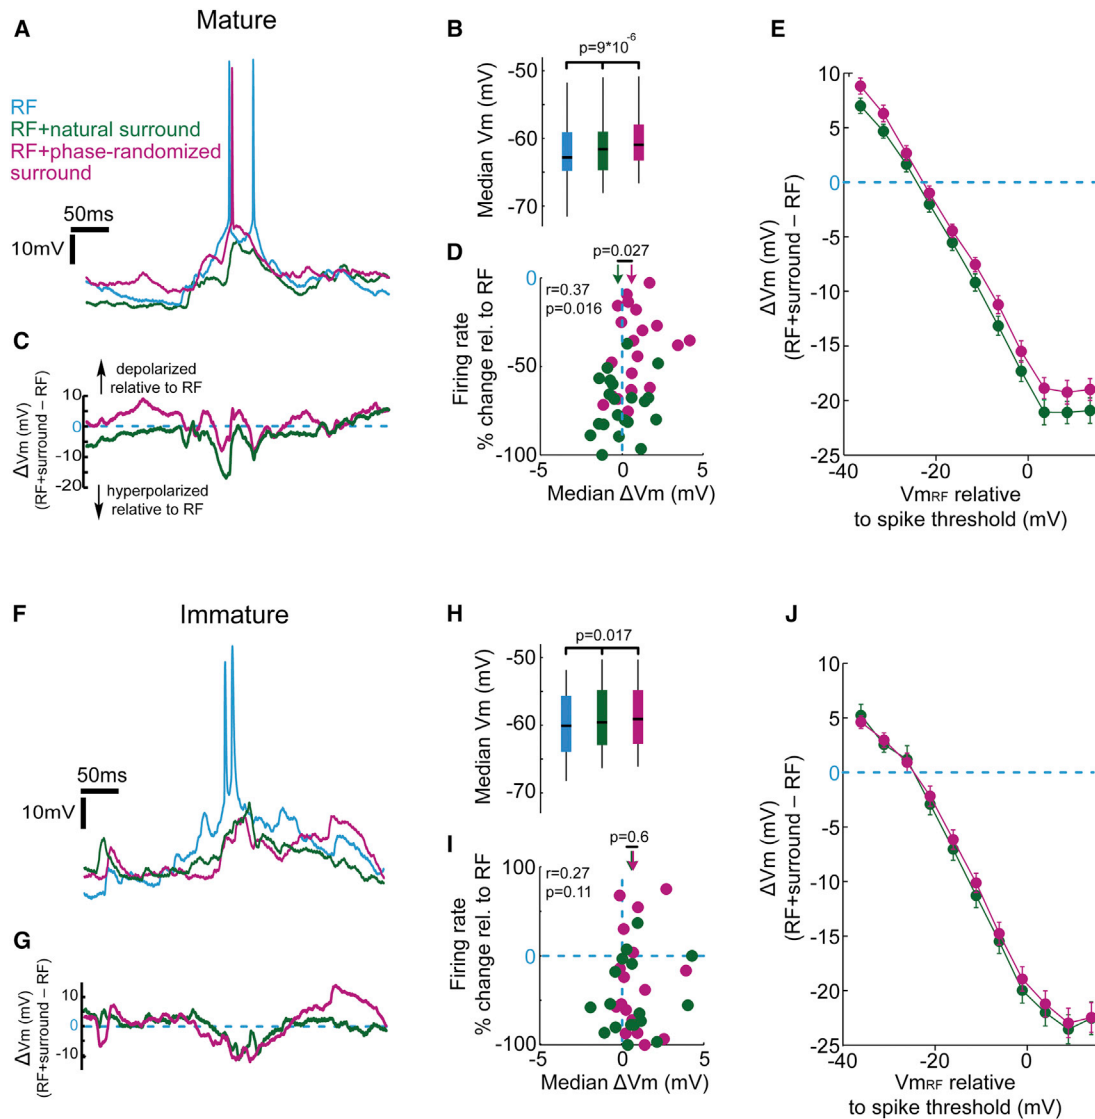 Mature
A
RF
RF+natural surround
RF+phase-randomized
surround
50ms
10mV
B
p=9*10-6
Median Vm (mV)
-50
-60
-70
C
depolarized
relative to RF
ΔVm (mV)
(RF+surround – RF)
10
0
-10
-20
hyperpolarized
relative to RF
D
p=0.027
r=0.37
p=0.016
Firing rate
% change rel. to RF
0
-50
-100
-5
0
5
Median ΔVm (mV)
E
ΔVm (mV)
(RF+surround – RF)
10
5
0
-5
-10
-15
-20
-25
-40
-20
0
VmRF relative
to spike threshold (mV)
Immature
F
50ms
10mV
G
ΔVm (mV)
(RF+surround – RF)
10
0
-10
H
p=0.017
Median Vm (mV)
-50
-60
-70
I
p=0.6
r=0.27
p=0.11
Firing rate
% change rel. to RF
100
0
-100
-5
0
5
Median ΔVm (mV)
J
ΔVm (mV)
(RF+surround – RF)
10
5
0
-5
-10
-15
-20
-25
-40
-20
0
VmRF relative
to spike threshold (mV)